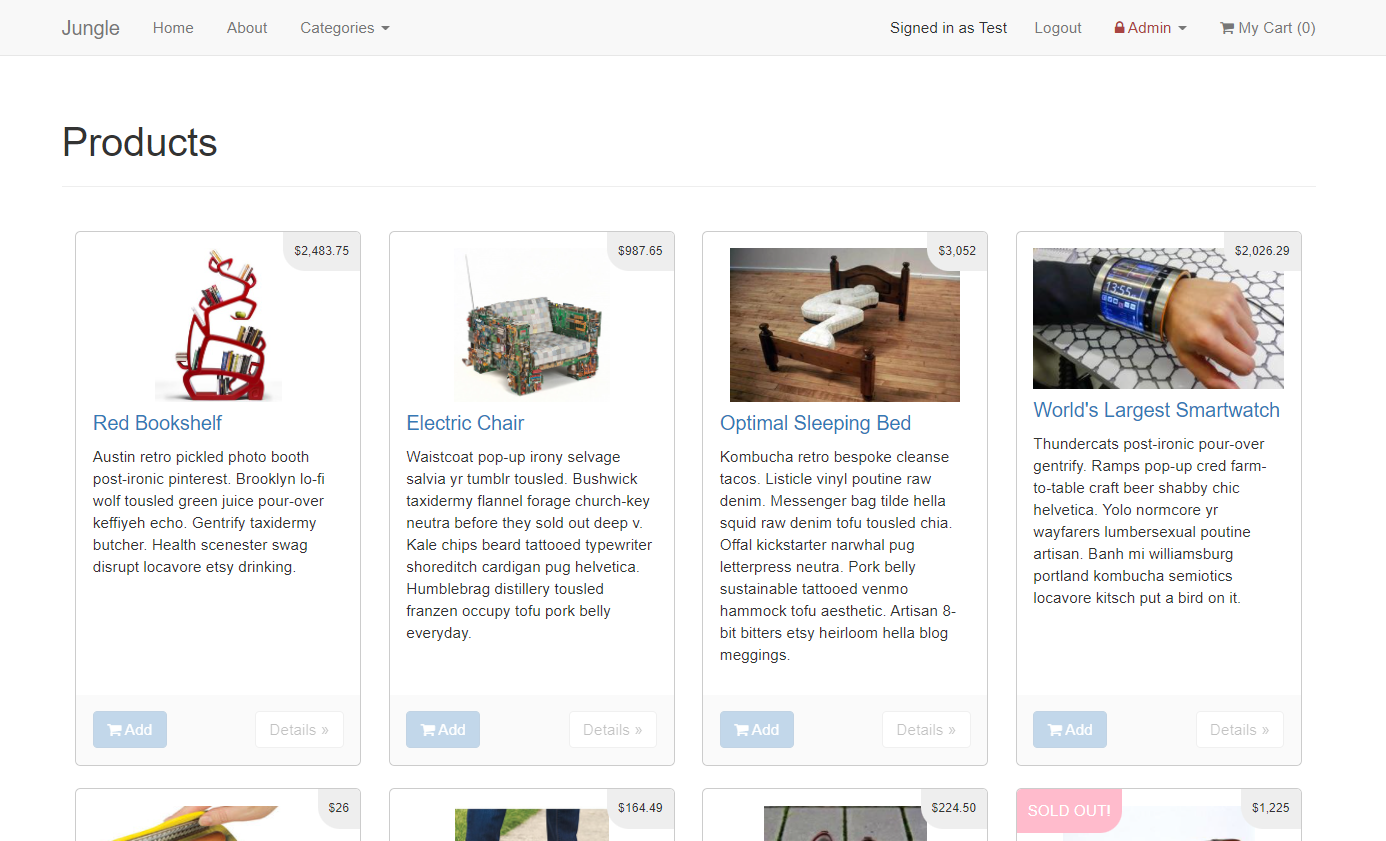 Jungle Home About Categories Signed in as Test Logout Admin My Cart (0)
Products
$2,483.75
Red Bookshelf
Austin retro pickled photo booth
post-ironic pinterest. Brooklyn lo-fi
wolf tousled green juice pour-over
keffiyeh echo. Gentrify taxidermy
butcher. Health scenester swag
disrupt locavore etsy drinking.
Add Details »
$987.65
Electric Chair
Waistcoat pop-up irony selvage
salvia yr tumblr tousled. Bushwick
taxidermy flannel forage church-key
neutra before they sold out deep v.
Kale chips beard tattooed typewriter
shoreditch cardigan pug helvetica.
Humblebrag distillery tousled
franzen occupy tofu pork belly
everyday.
Add Details »
$3,052
Optimal Sleeping Bed
Kombucha retro bespoke cleanse
tacos. Listicle vinyl poutine raw
denim. Messenger bag tilde hella
squid raw denim tofu tousled chia.
Offal kickstarter narwhal pug
letterpress neutra. Pork belly
sustainable tattooed venmo
hammock tofu aesthetic. Artisan 8-
bit bitters etsy heirloom hella blog
meggings.
Add Details »
$2,026.29
13:55
World's Largest Smartwatch
Thundercats post-ironic pour-over
gentrify. Ramps pop-up cred farm-
to-table craft beer shabby chic
helvetica. Yolo normcore yr
wayfarers lumbersexual poutine
artisan. Banh mi williamsburg
portland kombucha semiotics
locavore kitsch put a bird on it.
Add Details »
$26
$164.49
$224.50
SOLD OUT! $1,225